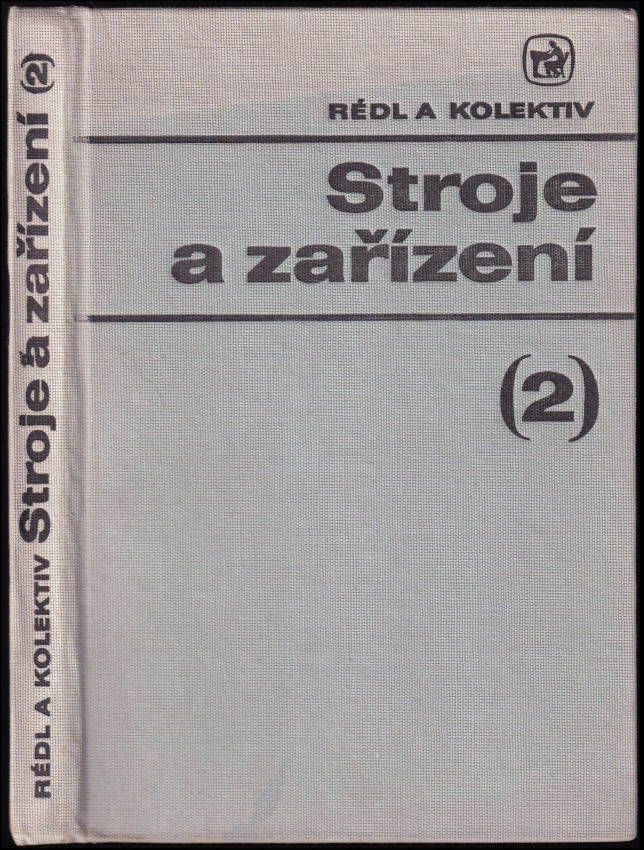 RÉDL A KOLEKTIV
Stroje
a zařízení
(2)
RÉDL A KOLEKTIV Stroje a zařízení (2)